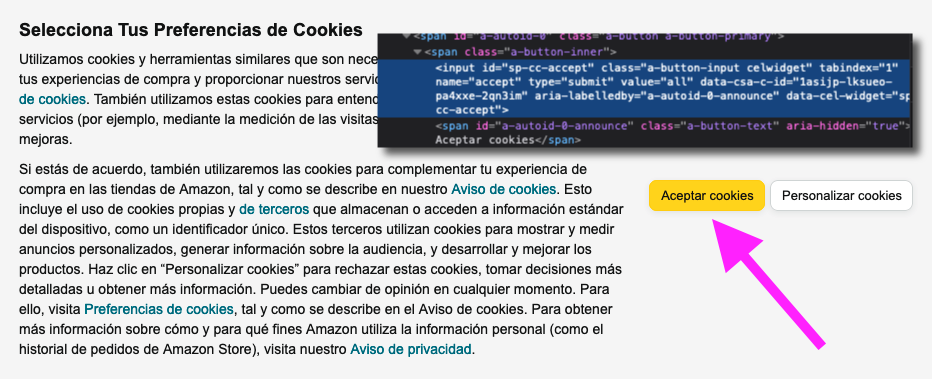 Selecciona Tus Preferencias de Cookies
Utilizamos cookies y herramientas similares que son nece
tus experiencias de compra y proporcionar nuestros servic
de cookies. También utilizamos estas cookies para entend
servicios (por ejemplo, mediante la medición de las visitas
mejoras.
<span id="a-autoid-0" class="a-button a-button-primary">
<span class="a-button-inner">
<input id="sp-cc-accept" class="a-button-input celwidget" tabindex="1"
name="accept" type="submit" value="all" data-csa-c-id="1asijp-lksueo-
pa4xxe-2qn3im" aria-labelledby="a-autoid-0-announce" data-cel-widget="sp
cc-accept">
<span id="a-autoid-0-announce" class="a-button-text" aria-hidden="true">
Aceptar cookies</span>
Si estás de acuerdo, también utilizaremos las cookies para complementar tu experiencia de
compra en las tiendas de Amazon, tal y como se describe en nuestro Aviso de cookies. Esto
incluye el uso de cookies propias y de terceros que almacenan o acceden a información estándar
del dispositivo, como un identificador único. Estos terceros utilizan cookies para mostrar y medir
anuncios personalizados, generar información sobre la audiencia, y desarrollar y mejorar los
productos. Haz clic en “Personalizar cookies” para rechazar estas cookies, tomar decisiones más
detalladas u obtener más información. Puedes cambiar de opinión en cualquier momento. Para
ello, visita Preferencias de cookies, tal y como se describe en el Aviso de cookies. Para obtener
más información sobre cómo y para qué fines Amazon utiliza la información personal (como el
historial de pedidos de Amazon Store), visita nuestro Aviso de privacidad.
Aceptar cookies
Personalizar cookies